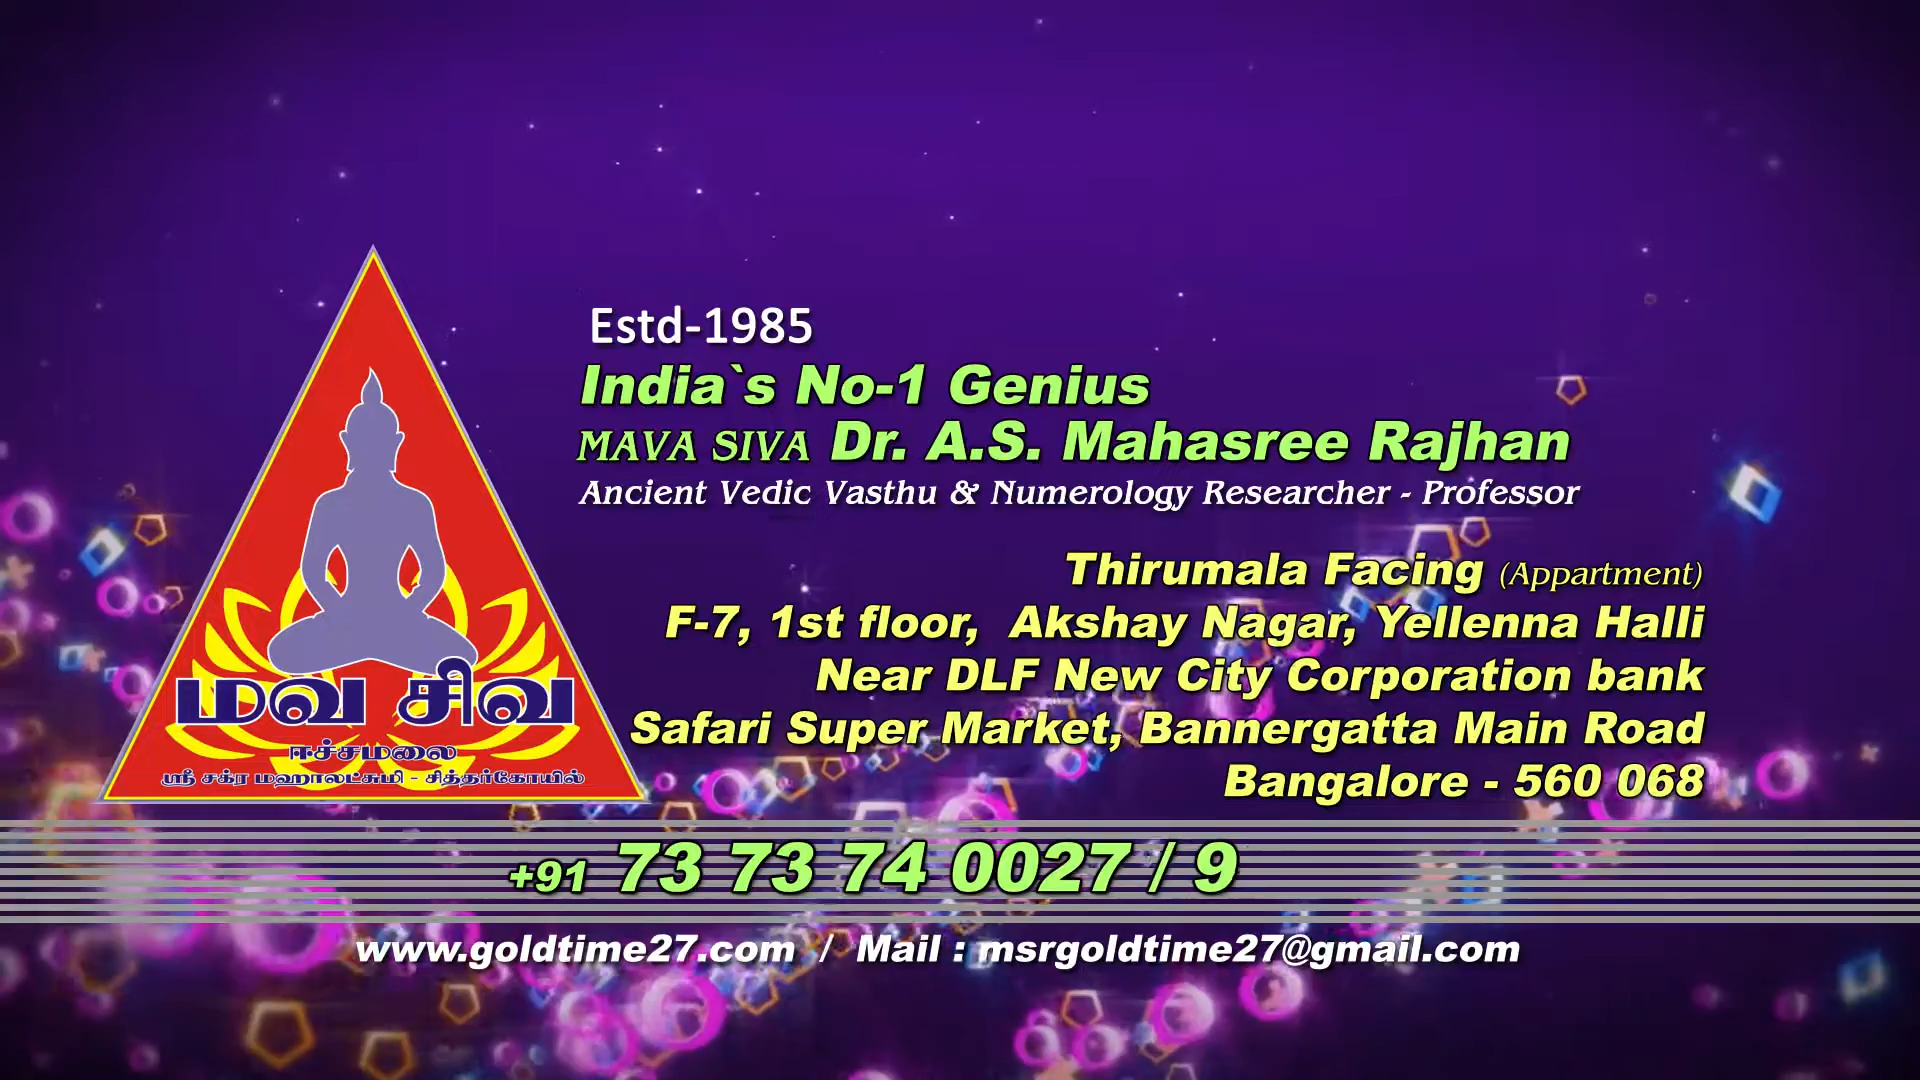 Estd-1985
India`s No-1 Genius
MAVA SIVA Dr. A.S. Mahasree Rajhan
Ancient Vedic Vasthu & Numerology Researcher - Professor
மவ சிவ
ஈச்சமலை
ஸ்ரீ சக்ர மஹாலட்சுமி - சித்தர்கோயில்
Thirumala Facing (Appartment)
F-7, 1st floor, Akshay Nagar, Yellenna Halli
Near DLF New City Corporation bank
Safari Super Market, Bannergatta Main Road
Bangalore - 560 068
+91 73 73 74 0027 / 9
www.goldtime27.com / Mail : msrgoldtime27@gmail.com